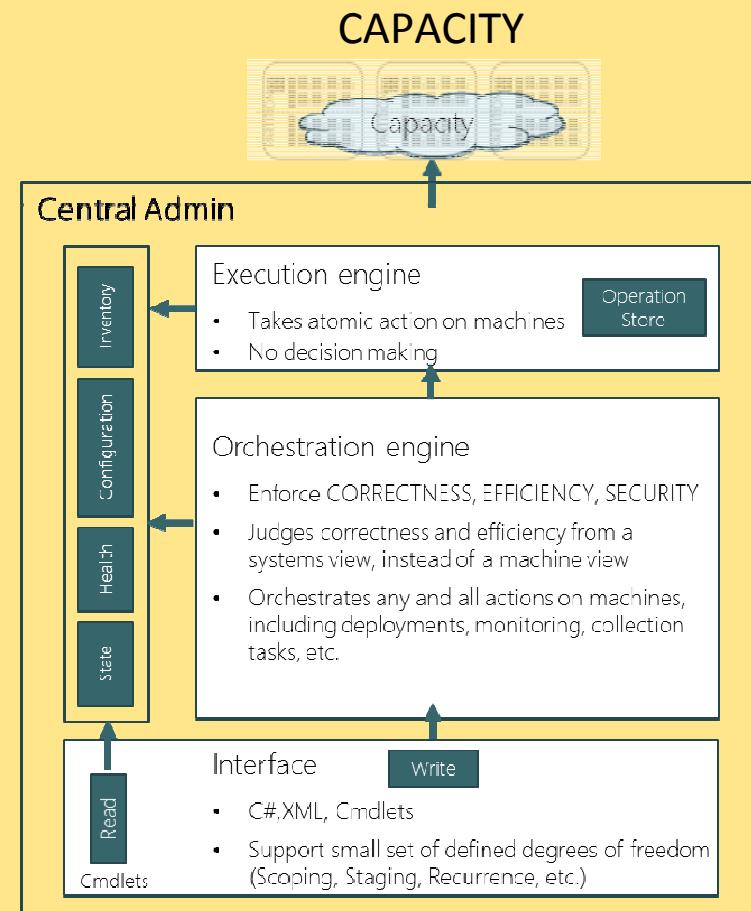 CAPACITY
Capacity
Central Admin
Inventory
Configuration
Health
State
Execution engine
• Takes atomic action on machines
• No decision making
Operation
Store
Orchestration engine
• Enforce CORRECTNESS, EFFICIENCY, SECURITY
• Judges correctness and efficiency from a
systems view, instead of a machine view
• Orchestrates any and all actions on machines,
including deployments, monitoring, collection
tasks, etc.
Read
Cmdlets
Interface
Write
• C#,XML, Cmdlets
• Support small set of defined degrees of freedom
(Scoping, Staging, Recurrence, etc.)